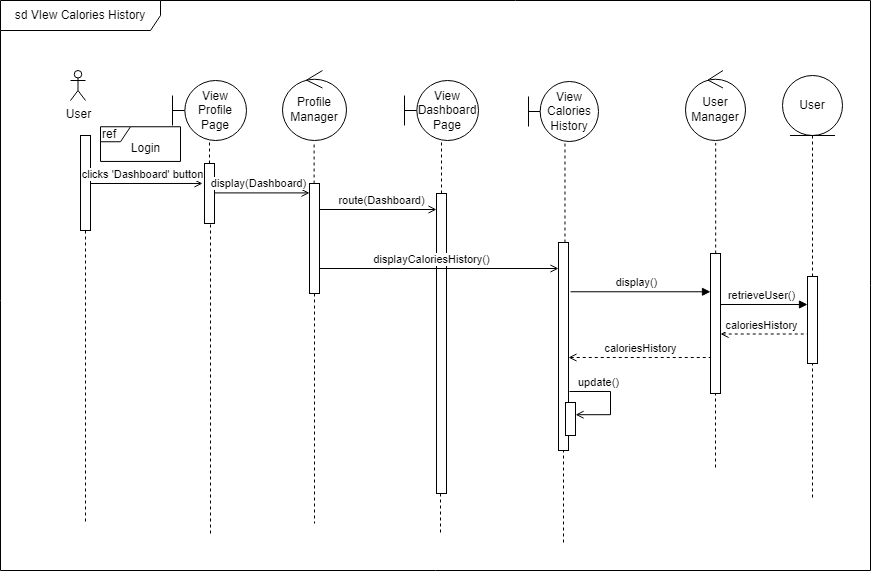 sd VIew Calories History
User
View
Profile
Page
Profile
Manager
View
Dashboard
Page
View
Calories
History
User
Manager
User
ref
Login
clicks 'Dashboard' button
display(Dashboard)
route(Dashboard)
displayCaloriesHistory()
display()
retrieveUser()
caloriesHistory
caloriesHistory
update()